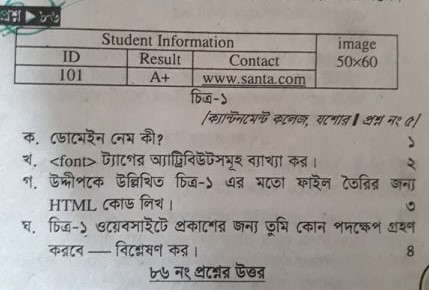 প্রশ্ন ▶ ৮৬
Student Information image
ID Result Contact 50×60
101 A+ www.santa.com
চিত্র-১
/ক্যান্টনমেন্ট কলেজ, যশোর। প্রশ্ন নং ৫/
ক. ডোমেইন নেম কী? ১
খ. <font> ট্যাগের অ্যাট্রিবিউটসমূহ ব্যাখ্যা কর। ২
গ. উদ্দীপকে উল্লিখিত চিত্র-১ এর মতো ফাইল তৈরির জন্য
HTML কোড লিখ। ৩
ঘ. চিত্র-১ ওয়েবসাইটে প্রকাশের জন্য তুমি কোন পদক্ষেপ গ্রহণ
করবে — বিশ্লেষণ কর। ৪
৮৬ নং প্রশ্নের উত্তর